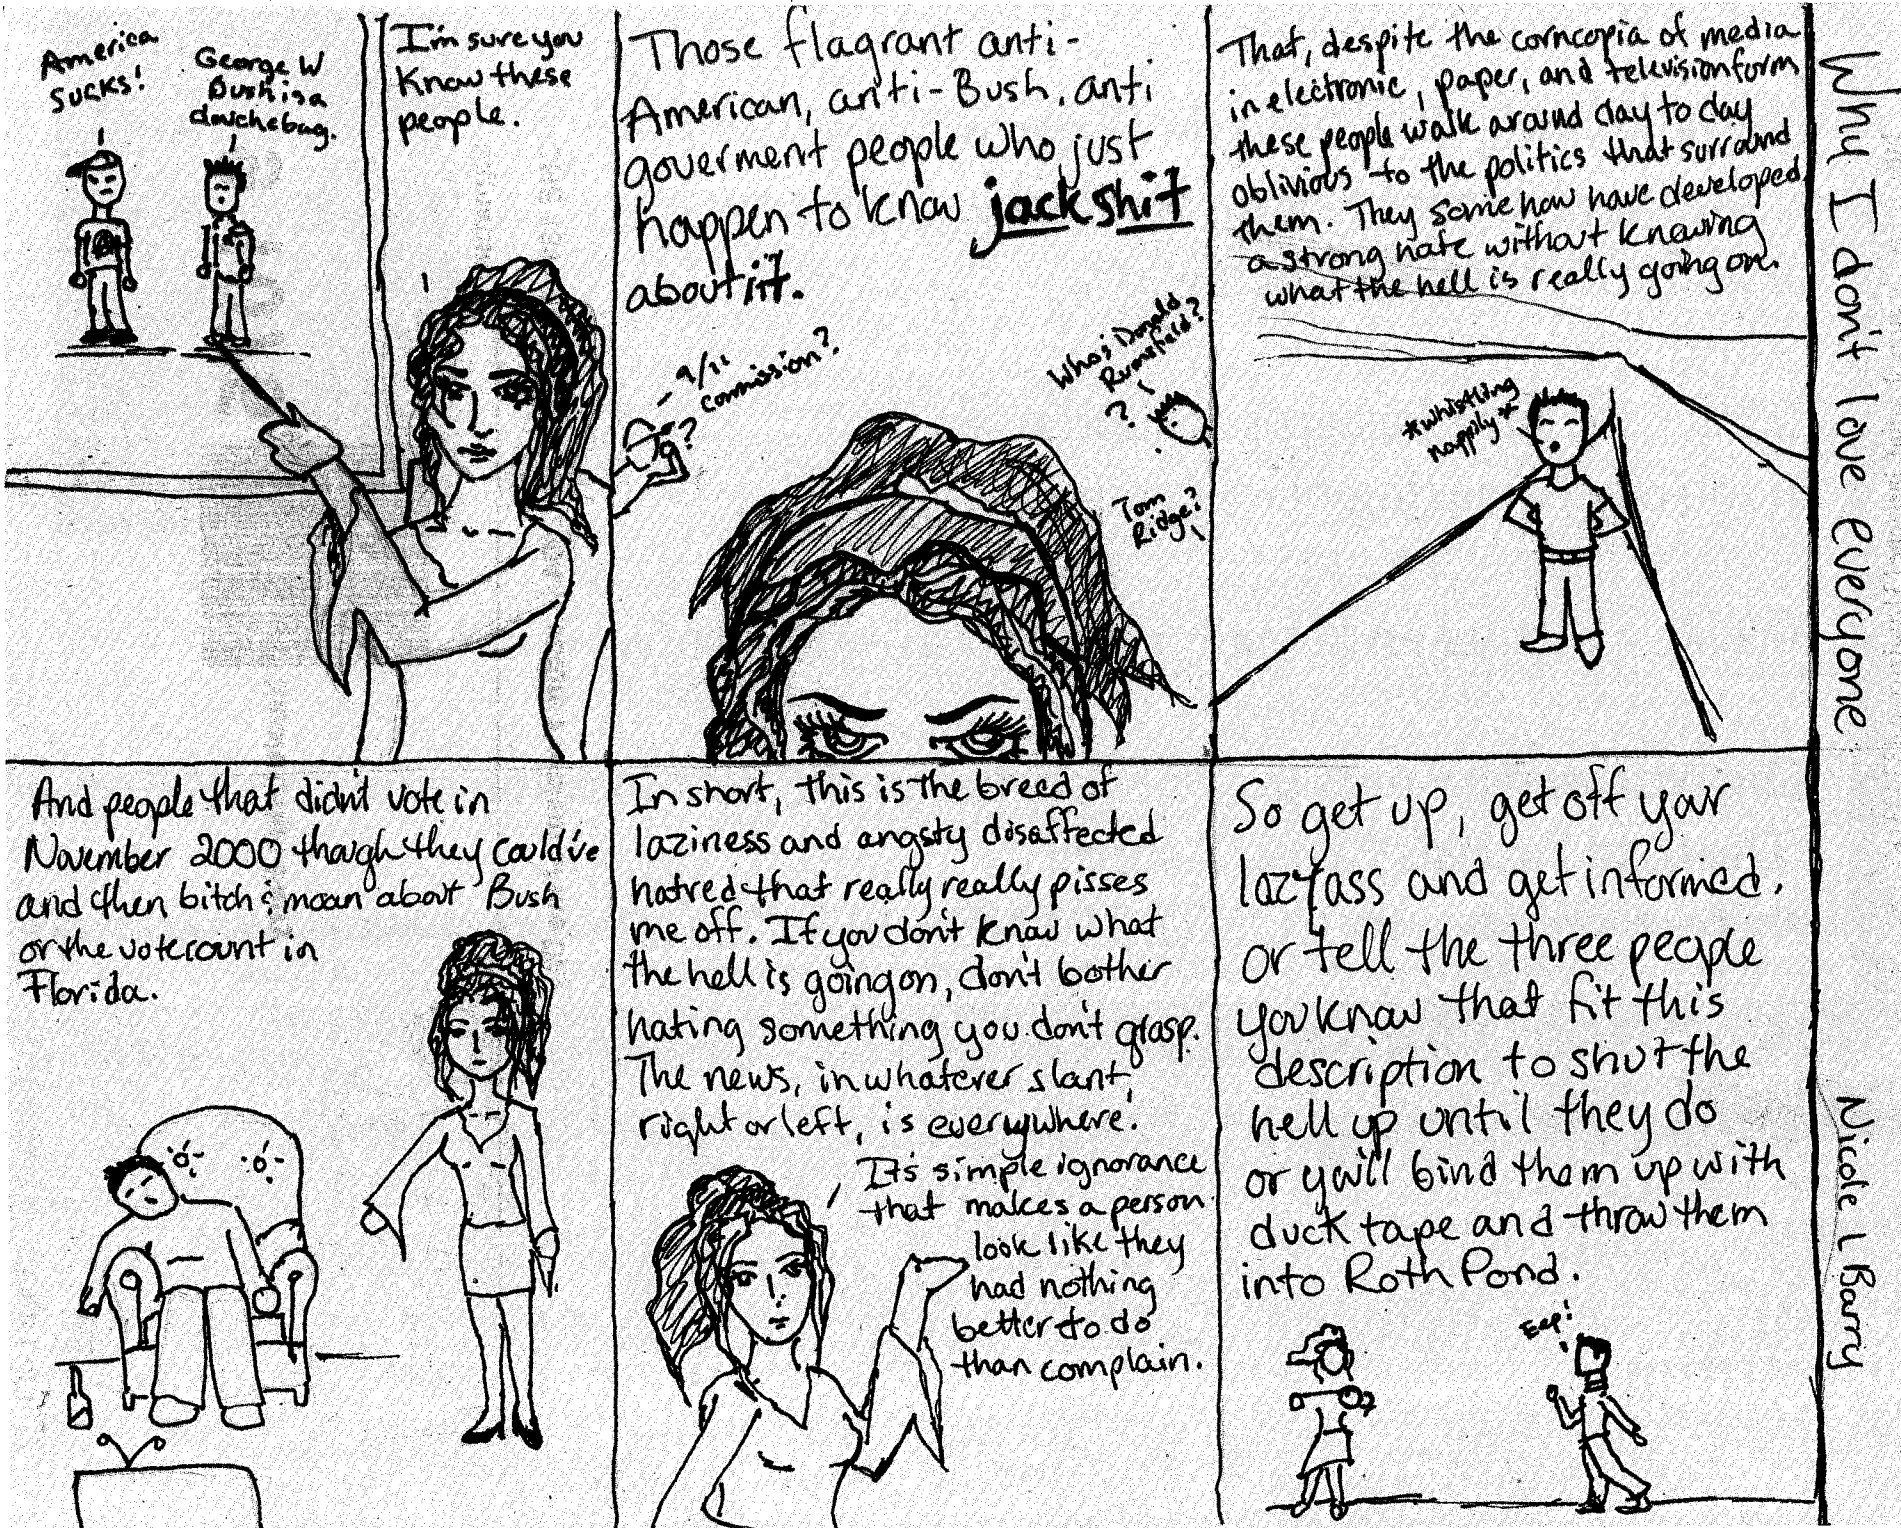 Why I don't love everyone
Nicole L Barry
America
sucks!
George W
Bush is a
douchebag.
I'm sure you
know these
people.
Those flagrant anti-
American, anti-Bush, anti
goverment people who just
happen to know jackshit
about it.
9/11
commission?
?
Who's Donald
Rumsfield?
?
Tom
Ridge?
That, despite the corncopia of media
in electronic, paper, and television form
these people walk around day to day
oblivious to the politics that surround
them. They some how have developed
a strong hate without knowing
what the hell is really going on.
*whistling
happily*
And people that didn't vote in
November 2000 though they could've
and then bitch & moan about Bush
or the votecount in
Florida.
In short, this is the breed of
laziness and angsty disaffected
hatred that really really pisses
me off. If you don't know what
the hell is going on, don't bother
hating something you don't grasp.
The news, in whatever slant,
right or left, is everywhere.
It's simple ignorance
that makes a person
look like they
had nothing
better to do
than complain.
So get up, get off your
lazy ass and get informed.
or tell the three people
you know that fit this
description to shut the
hell up until they do
or you'll bind them up with
duck tape and throw them
into Roth Pond.
Eep!